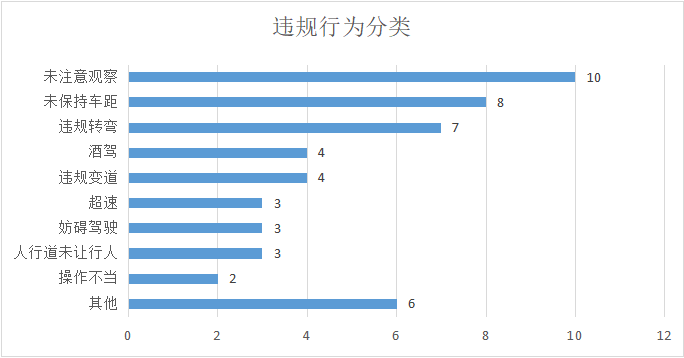 违规行为分类
未注意观察 10
未保持车距 8
违规转弯 7
酒驾 4
违规变道 4
超速 3
妨碍驾驶 3
人行道未让行人 3
操作不当 2
其他 6
0 2 4 6 8 10 12